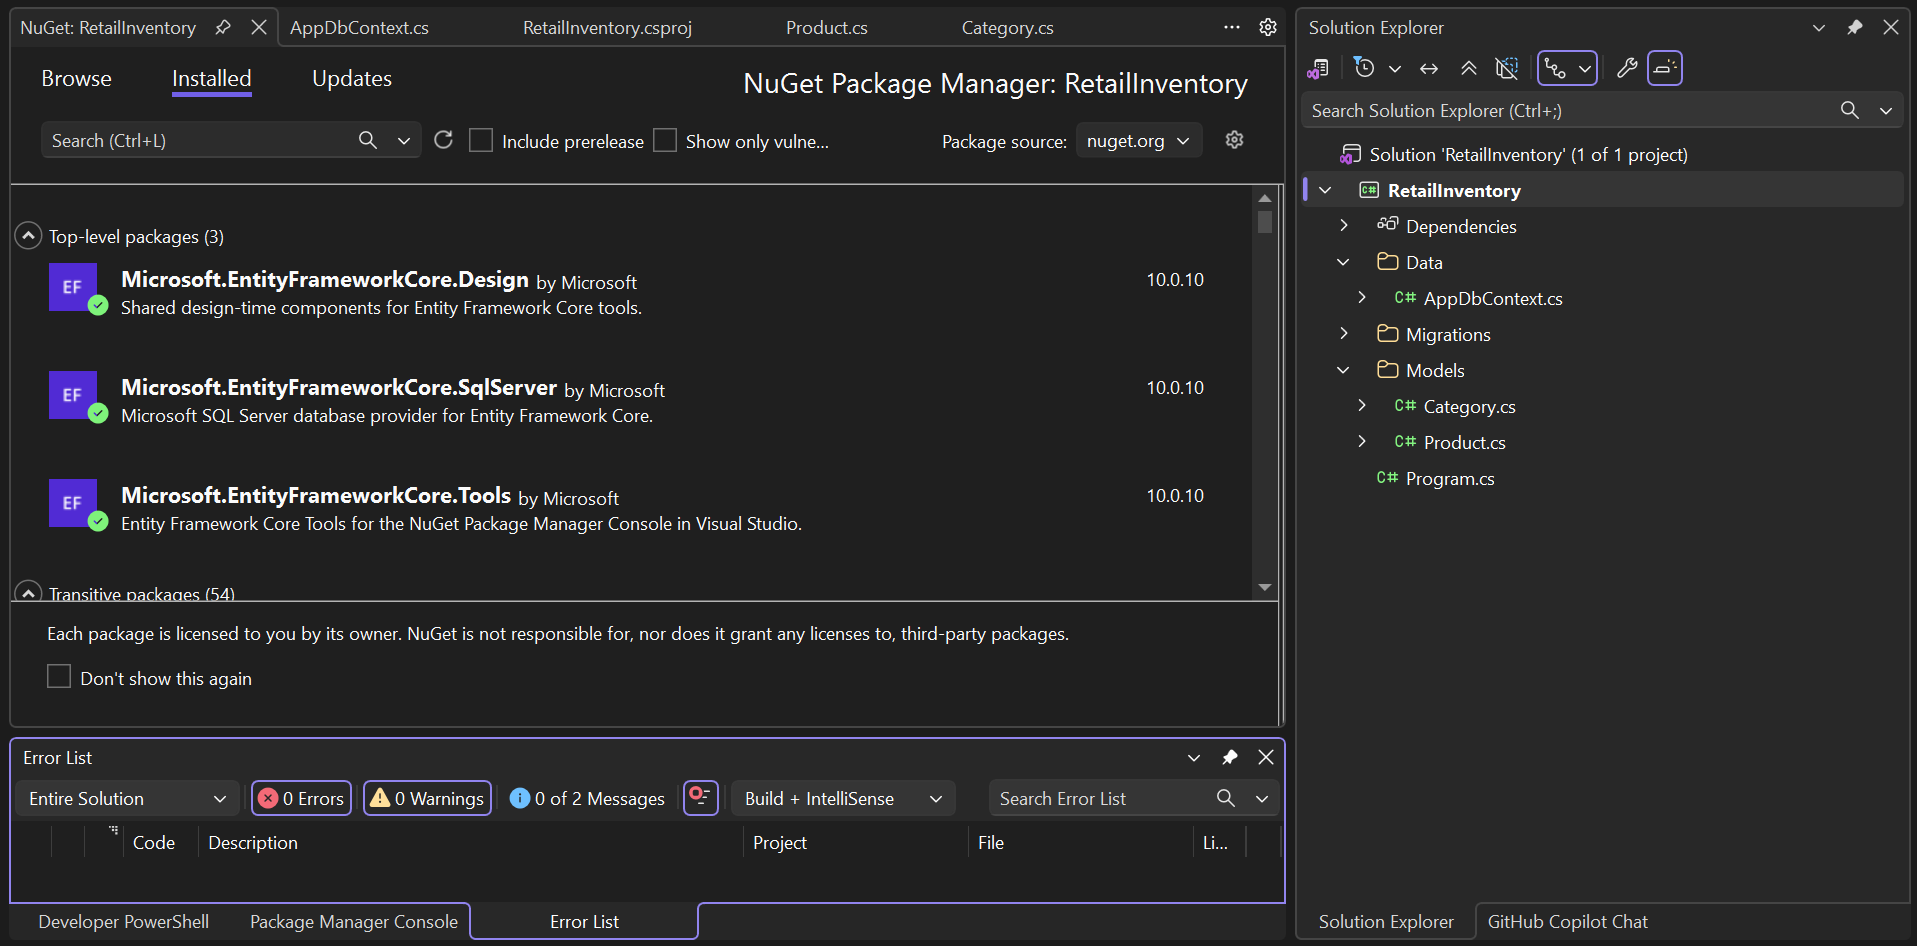 NuGet: RetailInventory
AppDbContext.cs
RetailInventory.csproj
Product.cs
Category.cs
Browse
Installed
Updates
NuGet Package Manager: RetailInventory
Search (Ctrl+L)
Include prerelease
Show only vulne...
Package source:
nuget.org
Top-level packages (3)
EF
Microsoft.EntityFrameworkCore.Design by Microsoft
10.0.10
Shared design-time components for Entity Framework Core tools.
EF
Microsoft.EntityFrameworkCore.SqlServer by Microsoft
10.0.10
Microsoft SQL Server database provider for Entity Framework Core.
EF
Microsoft.EntityFrameworkCore.Tools by Microsoft
10.0.10
Entity Framework Core Tools for the NuGet Package Manager Console in Visual Studio.
Transitive packages (54)
Each package is licensed to you by its owner. NuGet is not responsible for, nor does it grant any licenses to, third-party packages.
Don't show this again
Error List
Entire Solution
0 Errors
0 Warnings
0 of 2 Messages
Build + IntelliSense
Search Error List
Code
Description
Project
File
Li...
Developer PowerShell
Package Manager Console
Error List
Solution Explorer
Search Solution Explorer (Ctrl+;)
Solution 'RetailInventory' (1 of 1 project)
C# RetailInventory
Dependencies
Data
C# AppDbContext.cs
Migrations
Models
C# Category.cs
C# Product.cs
C# Program.cs
Solution Explorer
GitHub Copilot Chat